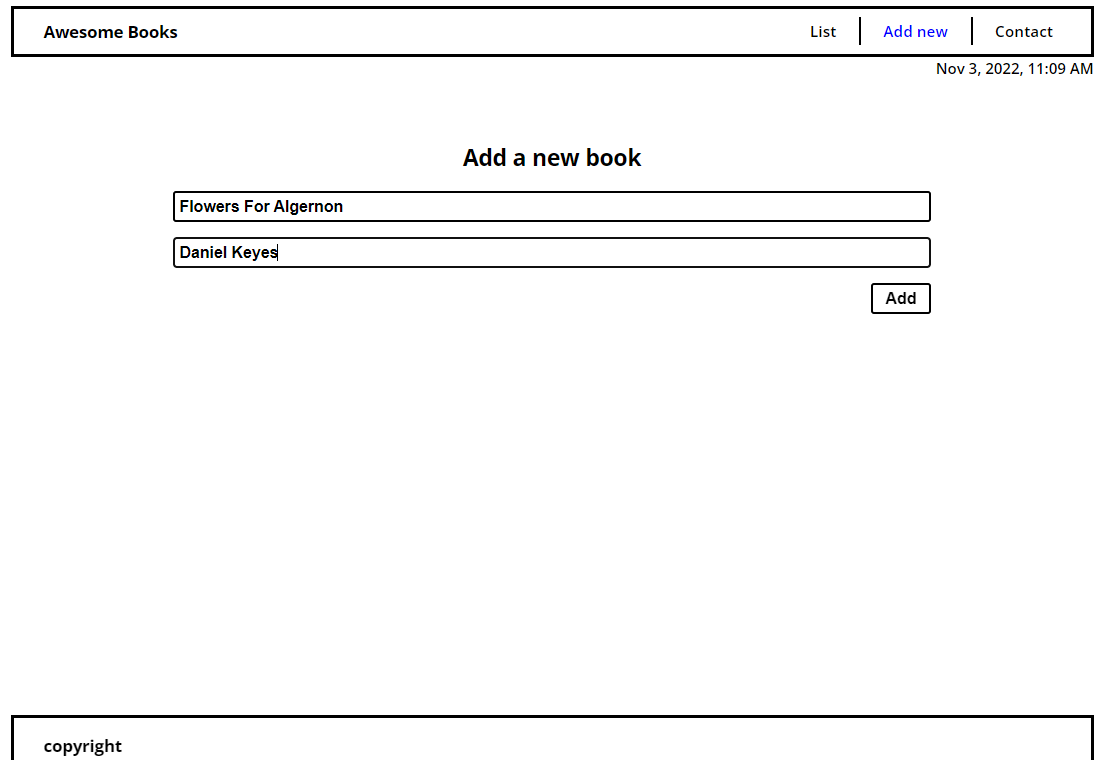 Awesome Books List Add new Contact
Nov 3, 2022, 11:09 AM
Add a new book
Flowers For Algernon
Daniel Keyes
Add
copyright